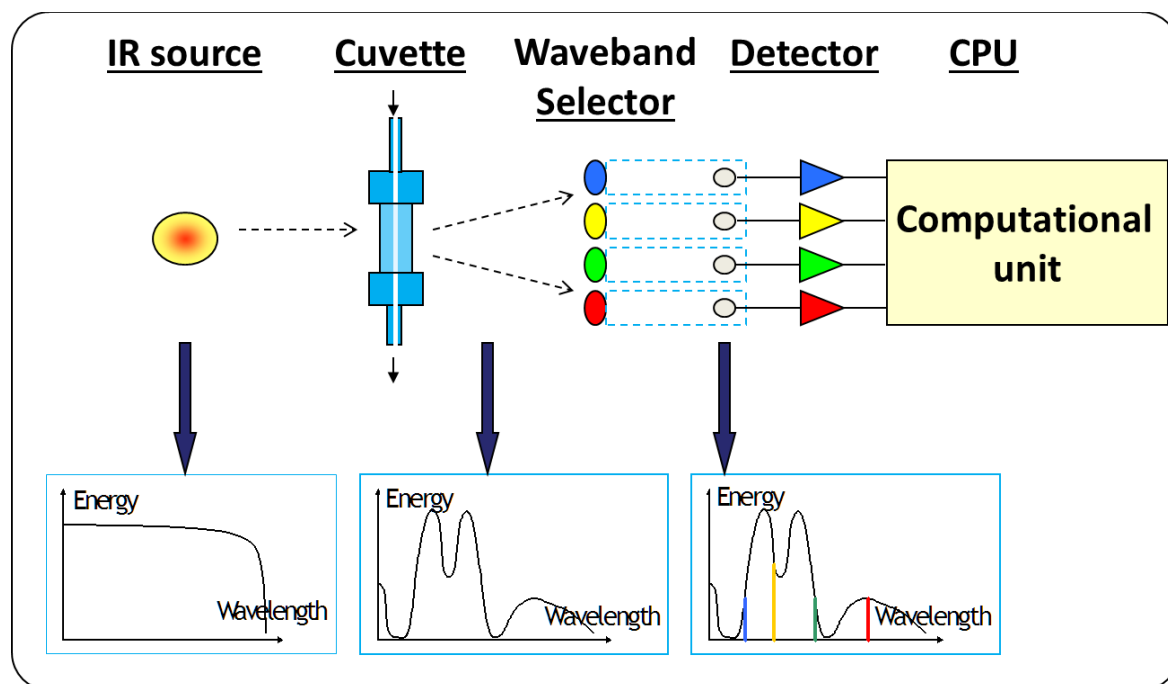 IR source
Cuvette
Waveband
Selector
Detector
CPU
Computational
unit
Energy
Wavelength
Energy
Wavelength
Energy
Wavelength